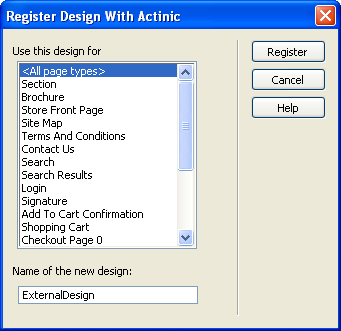 Register Design With Actinic
Use this design for
<All page types>
Section
Brochure
Store Front Page
Site Map
Terms And Conditions
Contact Us
Search
Search Results
Login
Signature
Add To Cart Confirmation
Shopping Cart
Checkout Page 0
Name of the new design:
ExternalDesign
Register
Cancel
Help